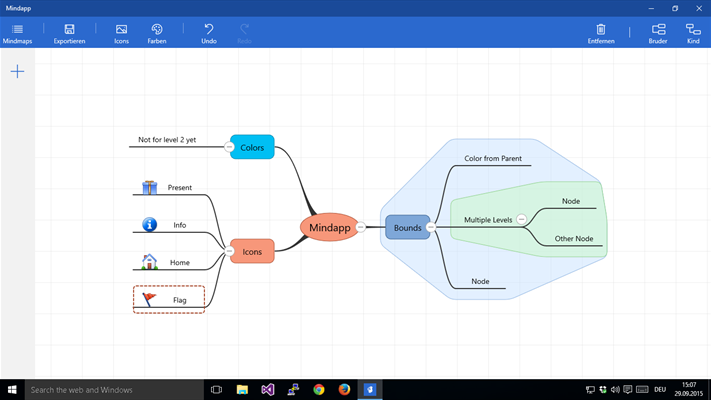 Mindapp
Mindmaps
Exportieren
Icons
Farben
Undo
Redo
Entfernen
Bruder
Kind
Not for level 2 yet
Colors
Present
Info
Home
Flag
Icons
Mindapp
Bounds
Color from Parent
Multiple Levels
Node
Other Node
Node
Search the web and Windows
DEU
15:07
29.09.2015